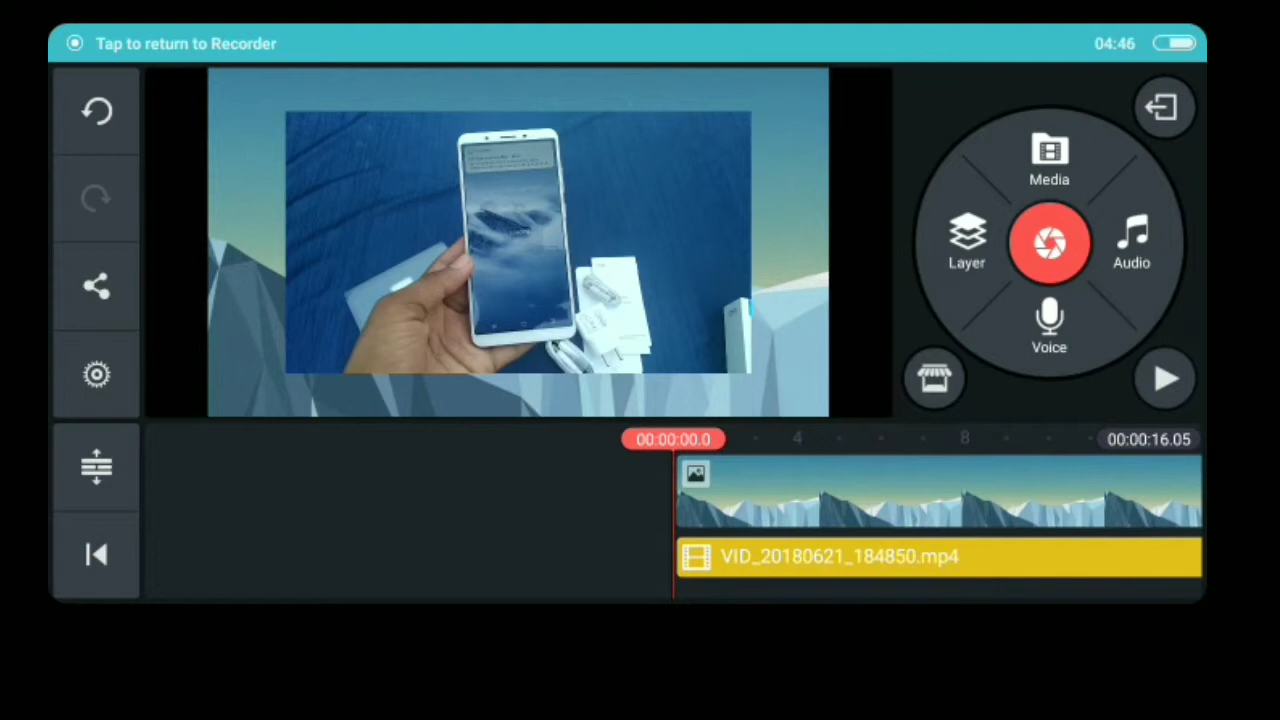 Tap to return to Recorder
04:46
Media
Layer
Audio
Voice
00:00:00.0
4
8
00:00:16.05
VID_20180621_184850.mp4